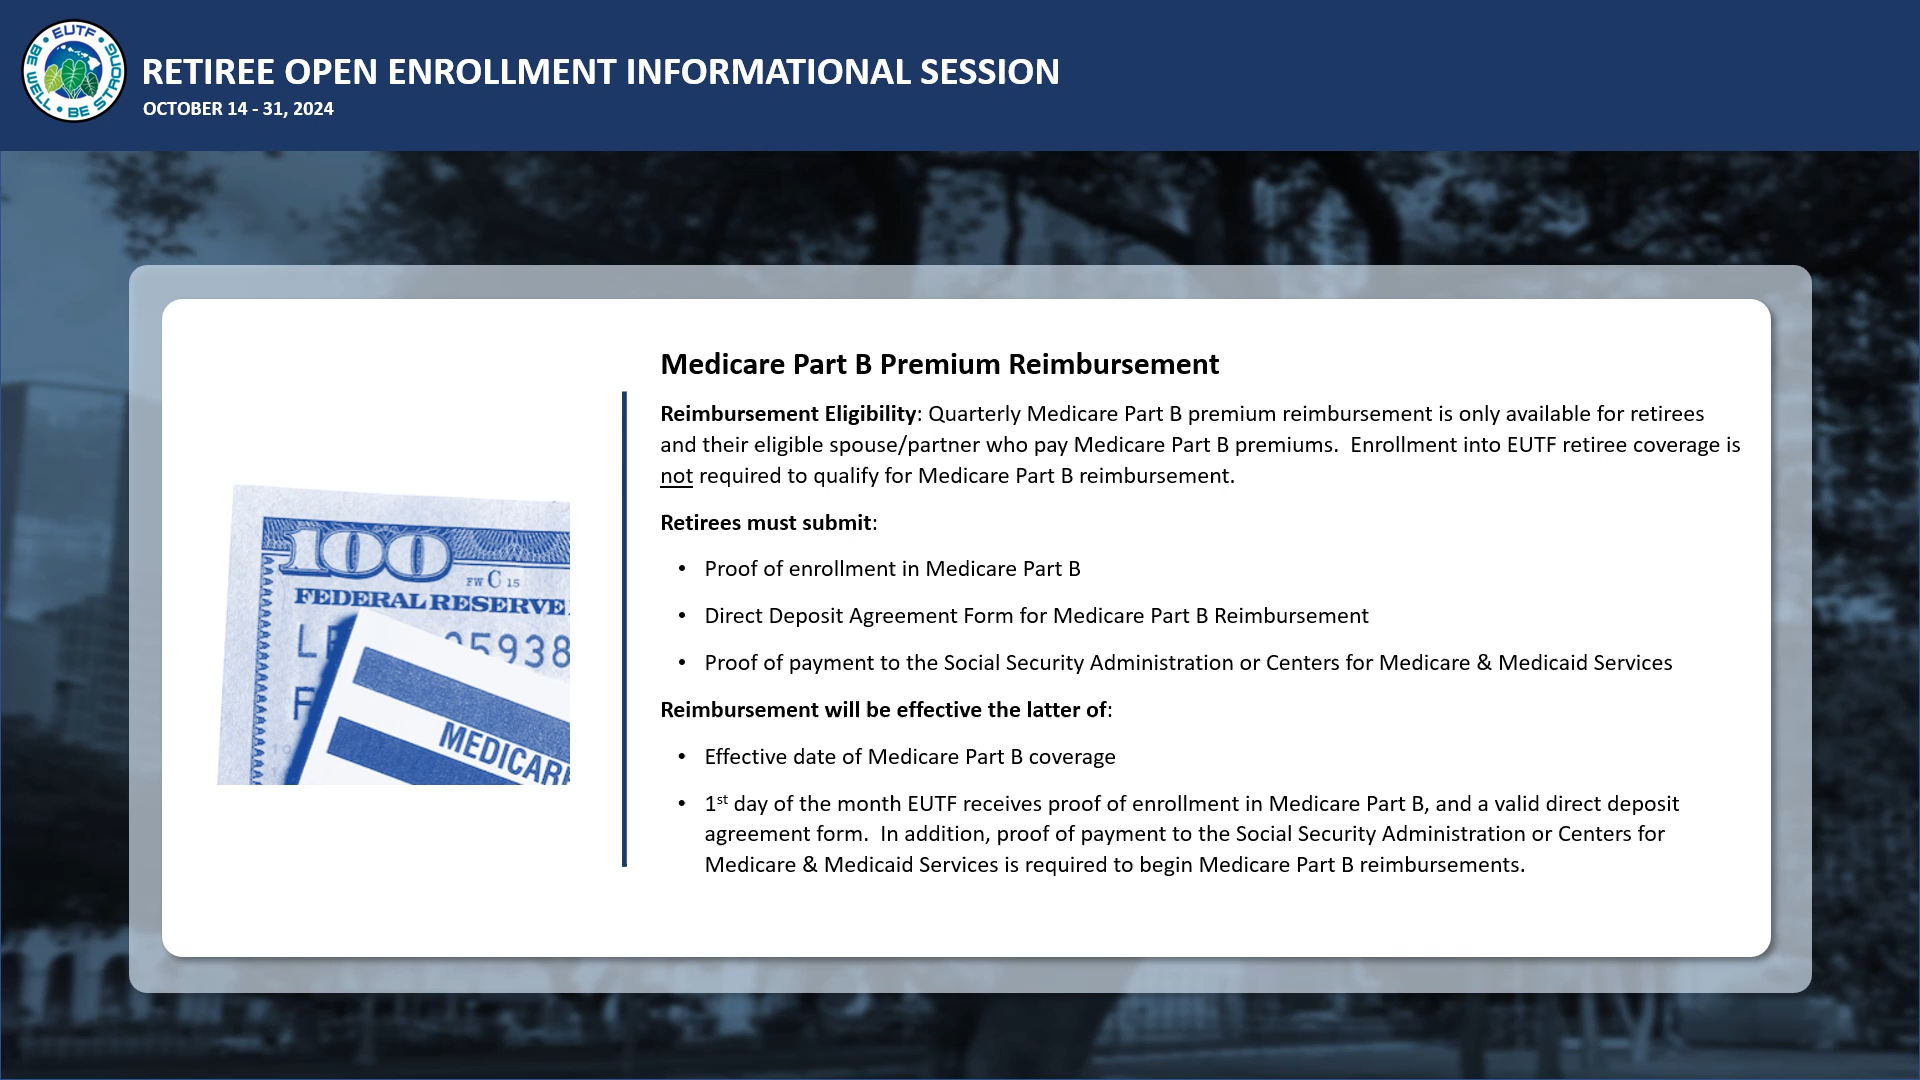 EUTF
BE WELL • BE STRONG
RETIREE OPEN ENROLLMENT INFORMATIONAL SESSION
OCTOBER 14 - 31, 2024
Medicare Part B Premium Reimbursement
Reimbursement Eligibility: Quarterly Medicare Part B premium reimbursement is only available for retirees
and their eligible spouse/partner who pay Medicare Part B premiums. Enrollment into EUTF retiree coverage is
not required to qualify for Medicare Part B reimbursement.
Retirees must submit:
• Proof of enrollment in Medicare Part B
• Direct Deposit Agreement Form for Medicare Part B Reimbursement
• Proof of payment to the Social Security Administration or Centers for Medicare & Medicaid Services
Reimbursement will be effective the latter of:
• Effective date of Medicare Part B coverage
• 1st day of the month EUTF receives proof of enrollment in Medicare Part B, and a valid direct deposit
agreement form. In addition, proof of payment to the Social Security Administration or Centers for
Medicare & Medicaid Services is required to begin Medicare Part B reimbursements.
100
FW C 15
FEDERAL RESERVE
5938
MEDICAR